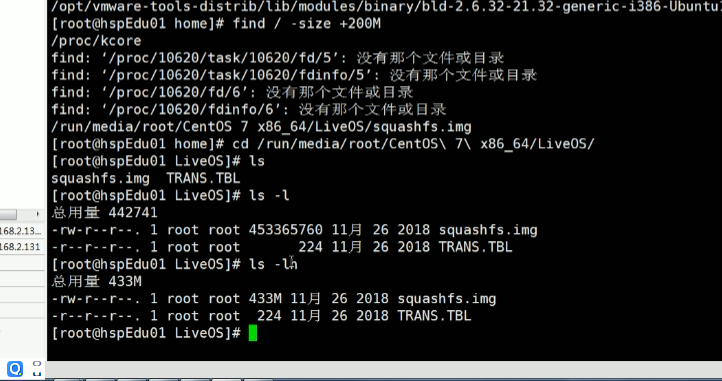 /opt/vmware-tools-distrib/lib/modules/binary/bld-2.6.32-21.32-generic-i386-Ubuntu1
[root@hspEdu01 home]# find / -size +200M
/proc/kcore
find: ‘/proc/10620/task/10620/fd/5’: 没有那个文件或目录
find: ‘/proc/10620/task/10620/fdinfo/5’: 没有那个文件或目录
find: ‘/proc/10620/fd/6’: 没有那个文件或目录
find: ‘/proc/10620/fdinfo/6’: 没有那个文件或目录
/run/media/root/CentOS 7 x86_64/LiveOS/squashfs.img
[root@hspEdu01 home]# cd /run/media/root/CentOS\ 7\ x86_64/LiveOS/
[root@hspEdu01 LiveOS]# ls
squashfs.img  TRANS.TBL
[root@hspEdu01 LiveOS]# ls -l
总用量 442741
-rw-r--r--. 1 root root 453365760 11月 26 2018 squashfs.img
-rw-r--r--. 1 root root       224 11月 26 2018 TRANS.TBL
[root@hspEdu01 LiveOS]# ls -lh
总用量 433M
-rw-r--r--. 1 root root 433M 11月 26 2018 squashfs.img
-rw-r--r--. 1 root root  224 11月 26 2018 TRANS.TBL
[root@hspEdu01 LiveOS]#
168.2.13...
168.2.131